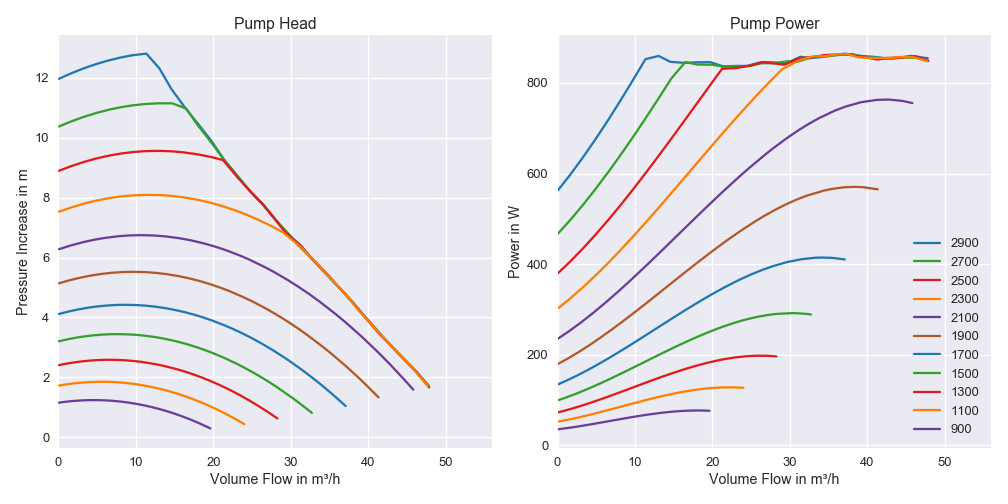 Pump Head
Pressure Increase in m
12
10
8
6
4
2
0
0 10 20 30 40 50
Volume Flow in m³/h
Pump Power
Power in W
800
600
400
200
0
0 10 20 30 40 50
Volume Flow in m³/h
2900
2700
2500
2300
2100
1900
1700
1500
1300
1100
900